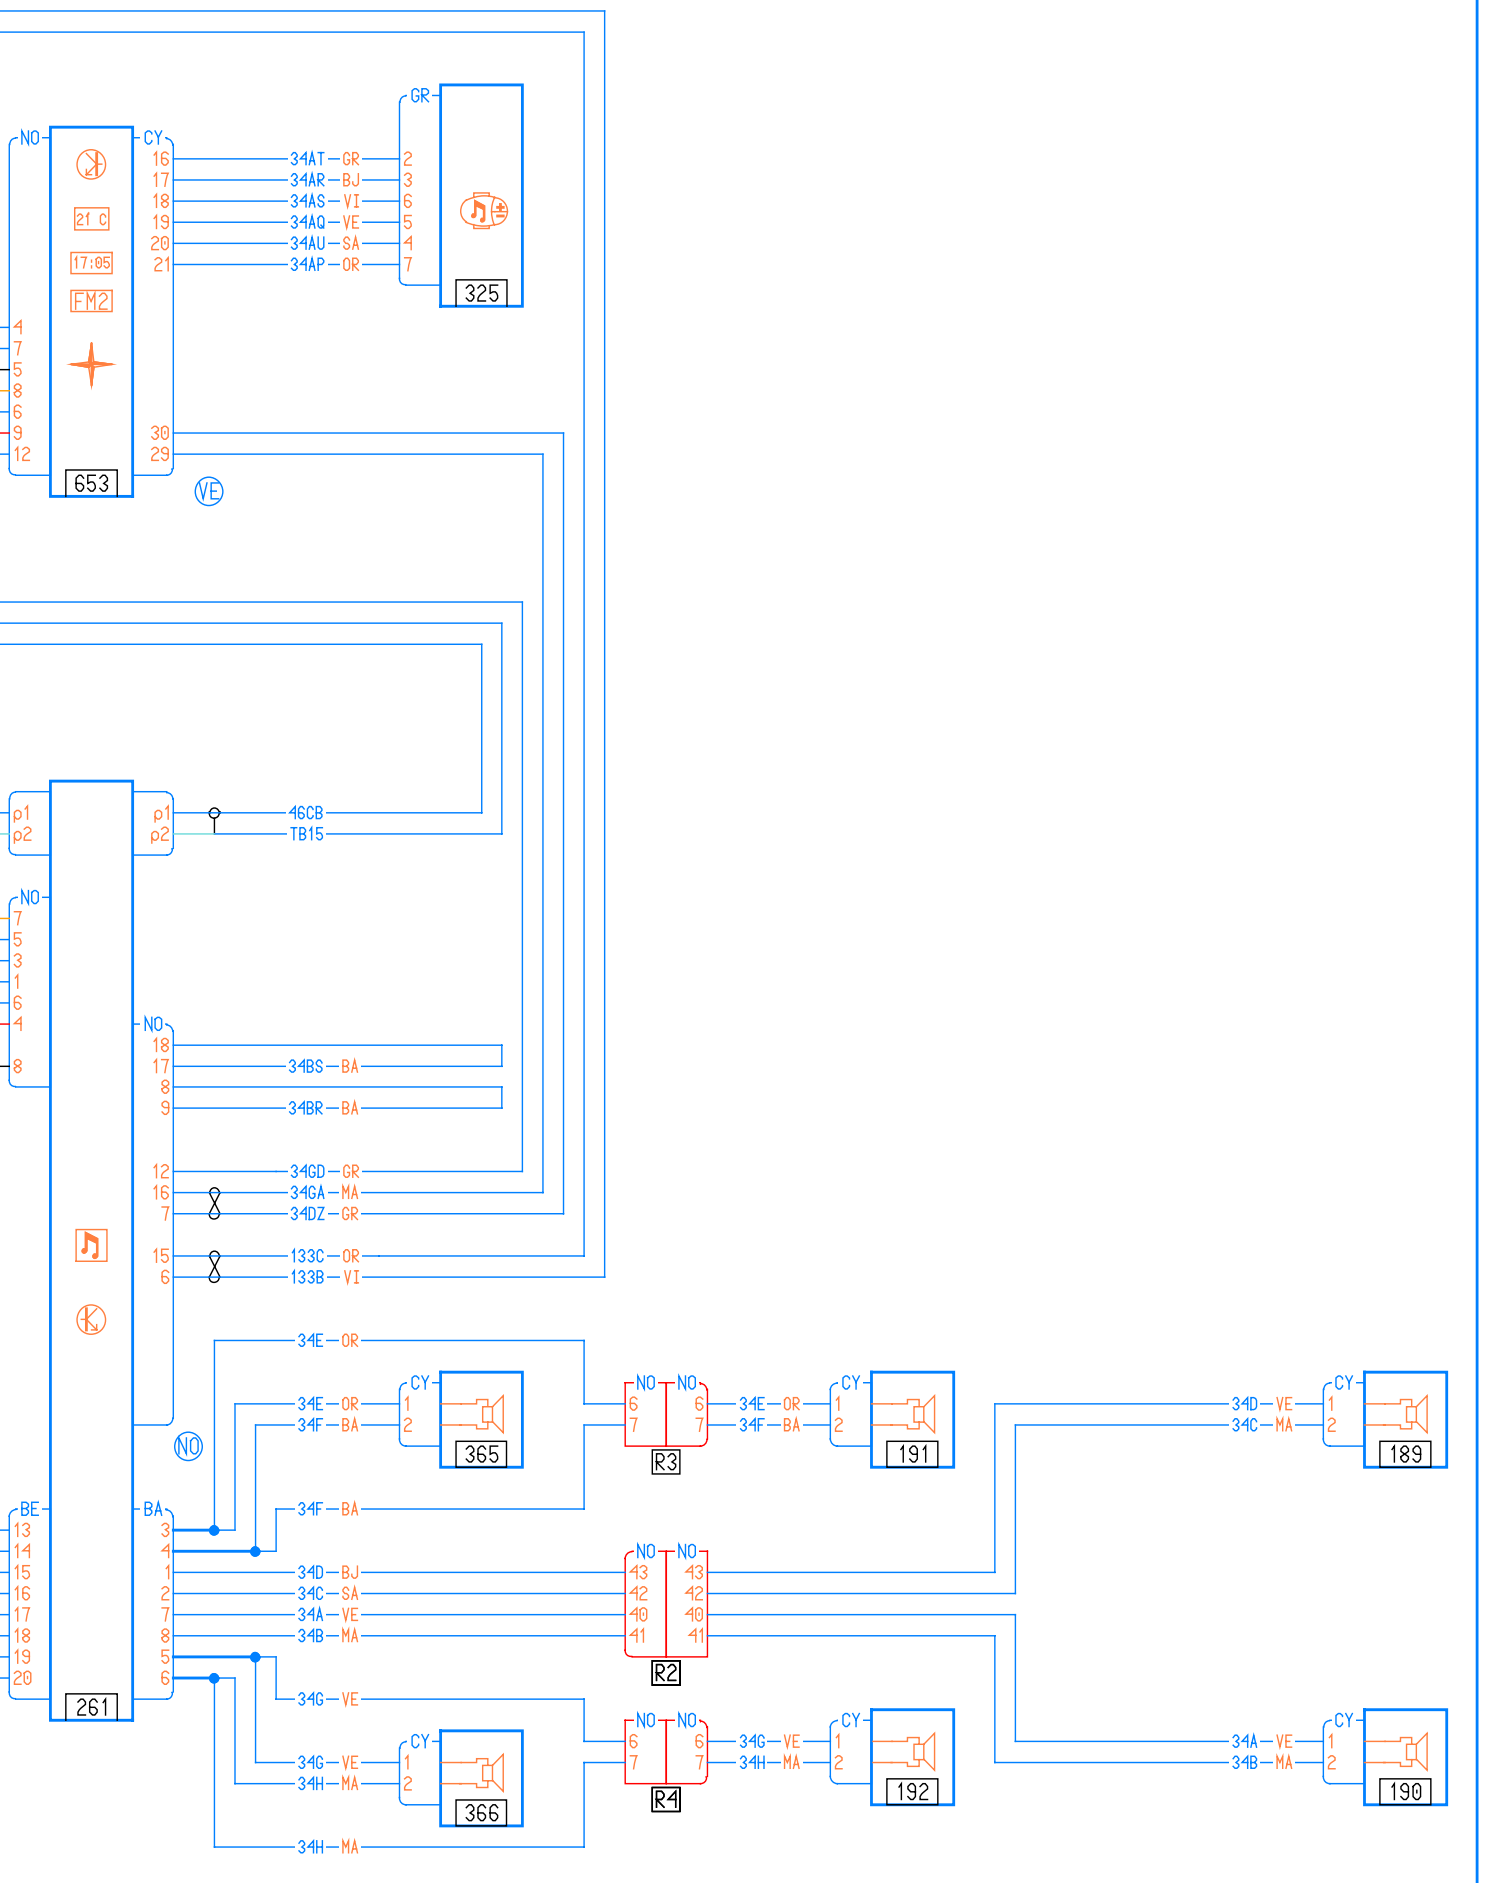 GR
NO CY
16 34AT GR 2
17 34AR BJ 3
21 C 18 34AS VI 6
19 34AQ VE 5
20 34AU SA 4
17:05 21 34AP OR 7
FM2 325
4
7
5
8
6
9 30
12 29
653 VE
p1 p1 46CB
p2 p2 TB15
NO
7
5
3
1
6
4 NO
18
8 17 34BS BA
8
9 34BR BA
12 34GD GR
16 34GA MA
7 34DZ GR
15 133C OR
6 133B VI
34E OR
CY NO NO CY CY
34E OR 1 6 6 34E OR 1 34D VE 1
34F BA 2 7 7 34F BA 2 34C MA 2
NO 365 R3 191 189
BE BA 34F BA
13 3
14 4 NO NO
15 1 34D BJ 43 43
16 2 34C SA 42 42
17 7 34A VE 40 40
18 8 34B MA 41 41
19 5
20 6 R2
261 34G VE
NO NO CY CY
CY 6 6 34G VE 1 34A VE 1
34G VE 1 7 7 34H MA 2 34B MA 2
34H MA 2 R4 192 190
366
34H MA